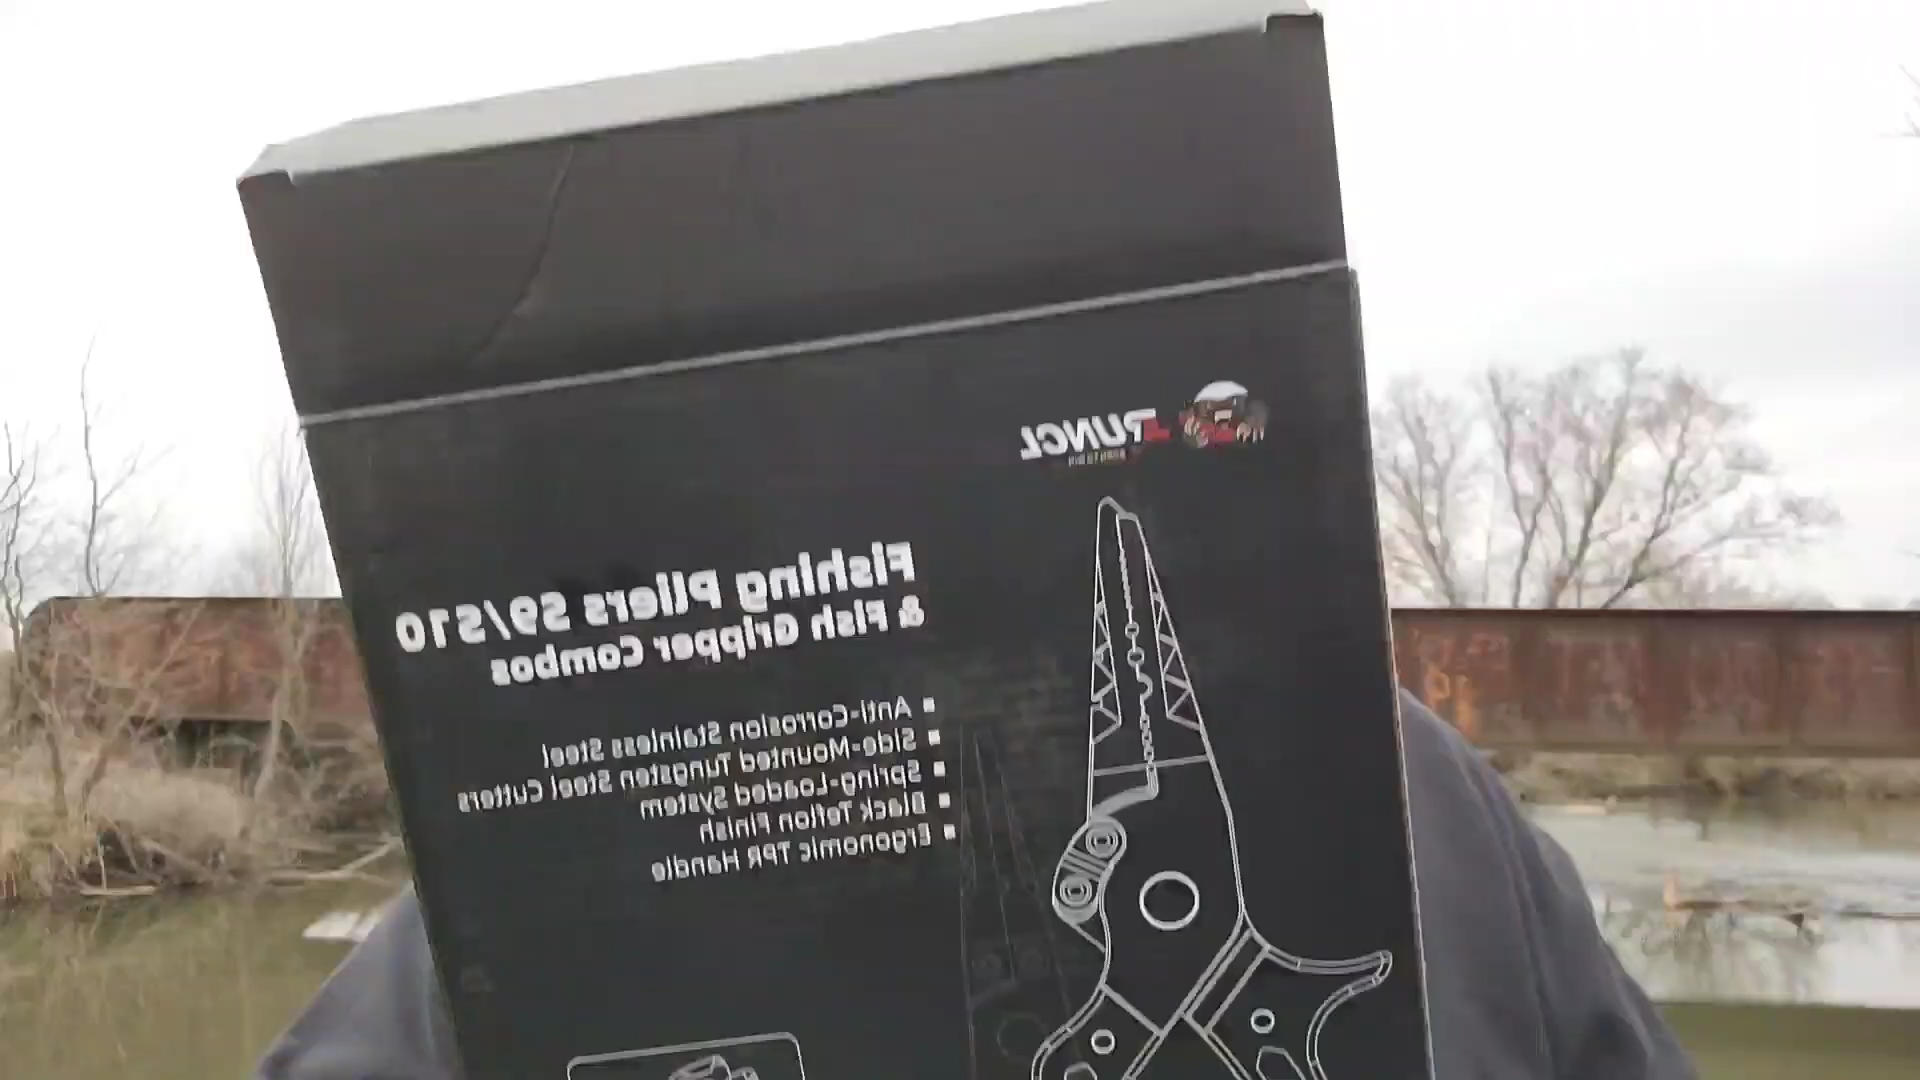 ZPUNCL
Fishing Pliers S9/S10
& Fish Gripper Combos
▪ Anti-Corrosion Stainless Steel
▪ Side-Mounted Tungsten Steel Cutters
▪ Spring-Loaded System
▪ Black Teflon Finish
▪ Ergonomic TPR Handle